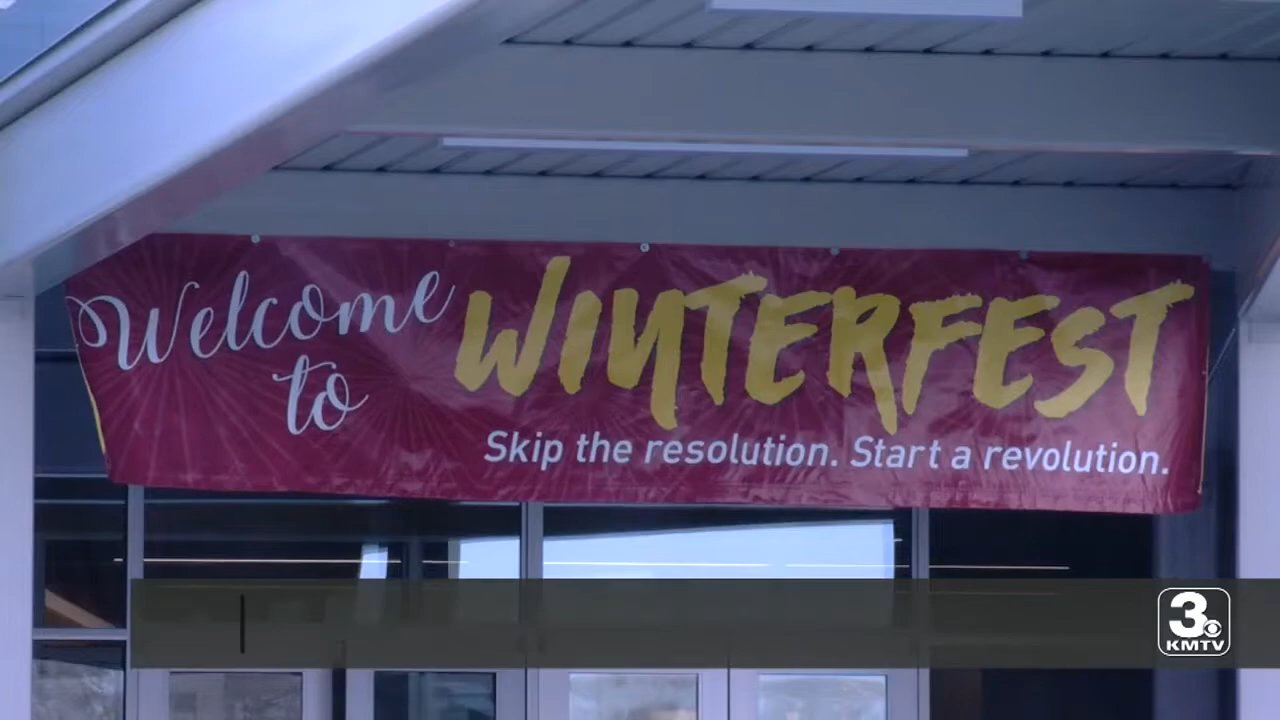 Welcome
to
WINTERFEST
Skip the resolution. Start a revolution.
3
KMTV